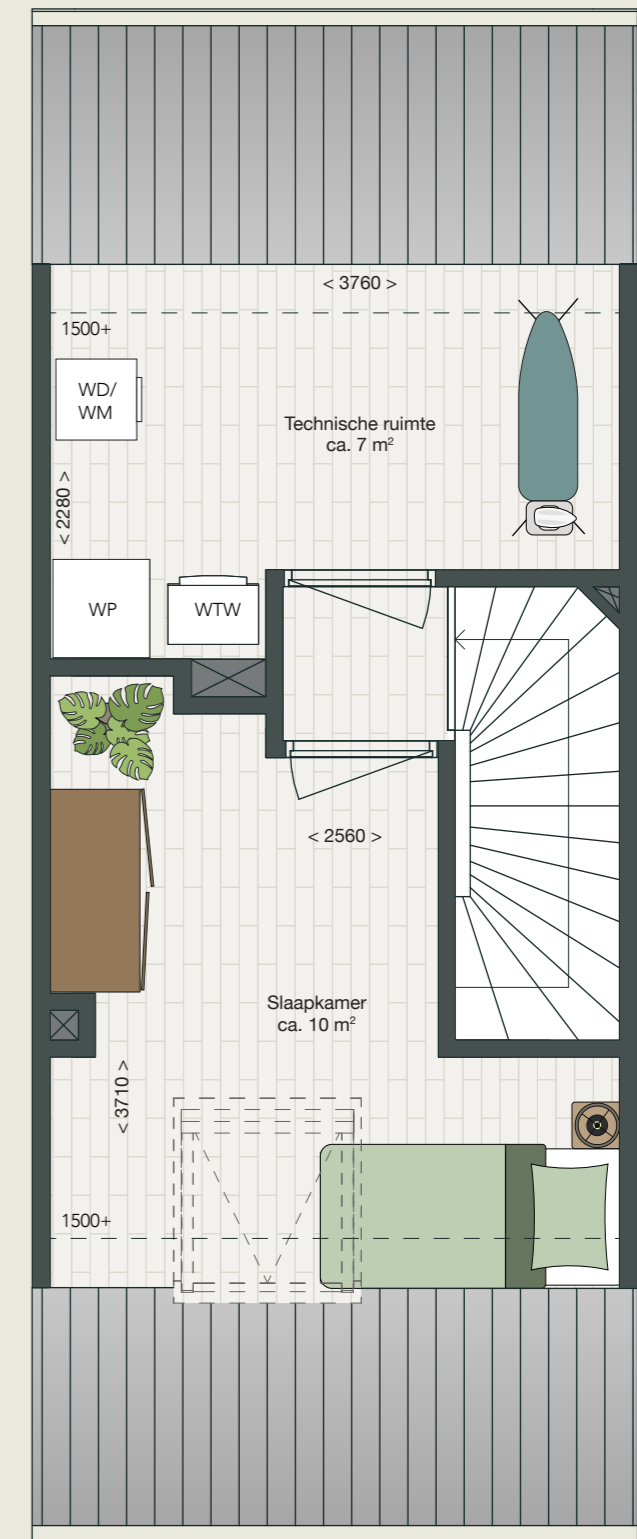 < 3760 >
1500+
WD/
WM
Technische ruimte
ca. 7 m²
< 2280 >
WP
WTW
< 2560 >
Slaapkamer
ca. 10 m²
< 3710 >
1500+